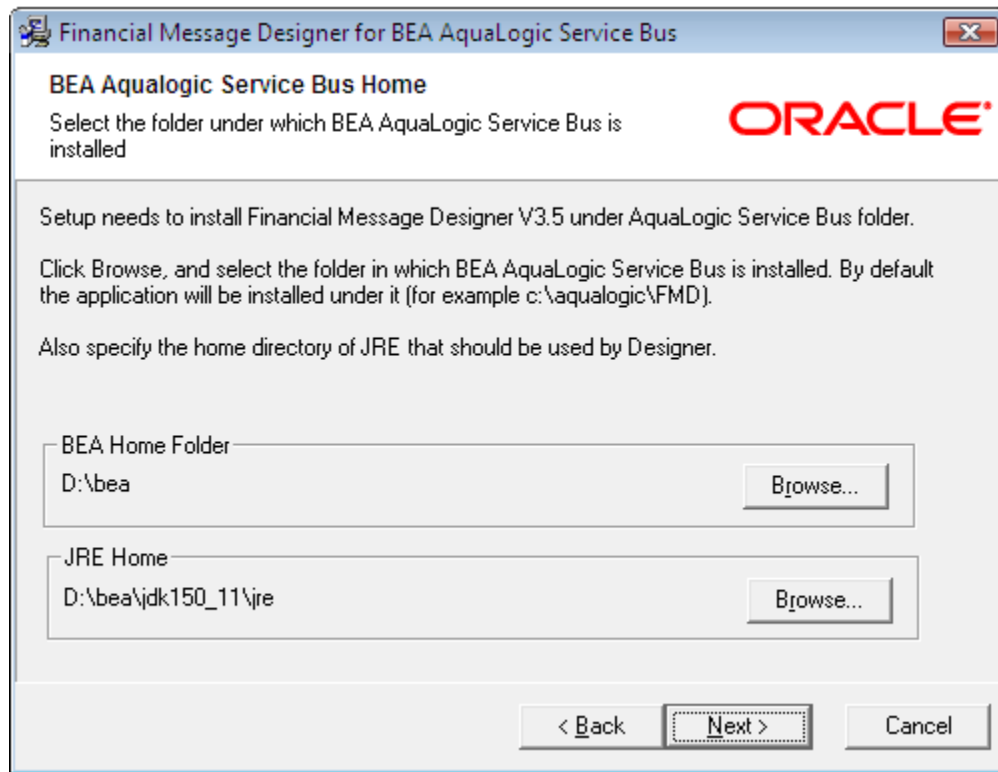 Financial Message Designer for BEA AquaLogic Service Bus
BEA Aqualogic Service Bus Home
Select the folder under which BEA AquaLogic Service Bus is
installed
ORACLE
Setup needs to install Financial Message Designer V3.5 under AquaLogic Service Bus folder.
Click Browse, and select the folder in which BEA AquaLogic Service Bus is installed. By default
the application will be installed under it (for example c:\aqualogic\FMD).
Also specify the home directory of JRE that should be used by Designer.
BEA Home Folder
D:\bea
Browse...
JRE Home
D:\bea\jdk150_11\jre
Browse...
< Back
Next >
Cancel